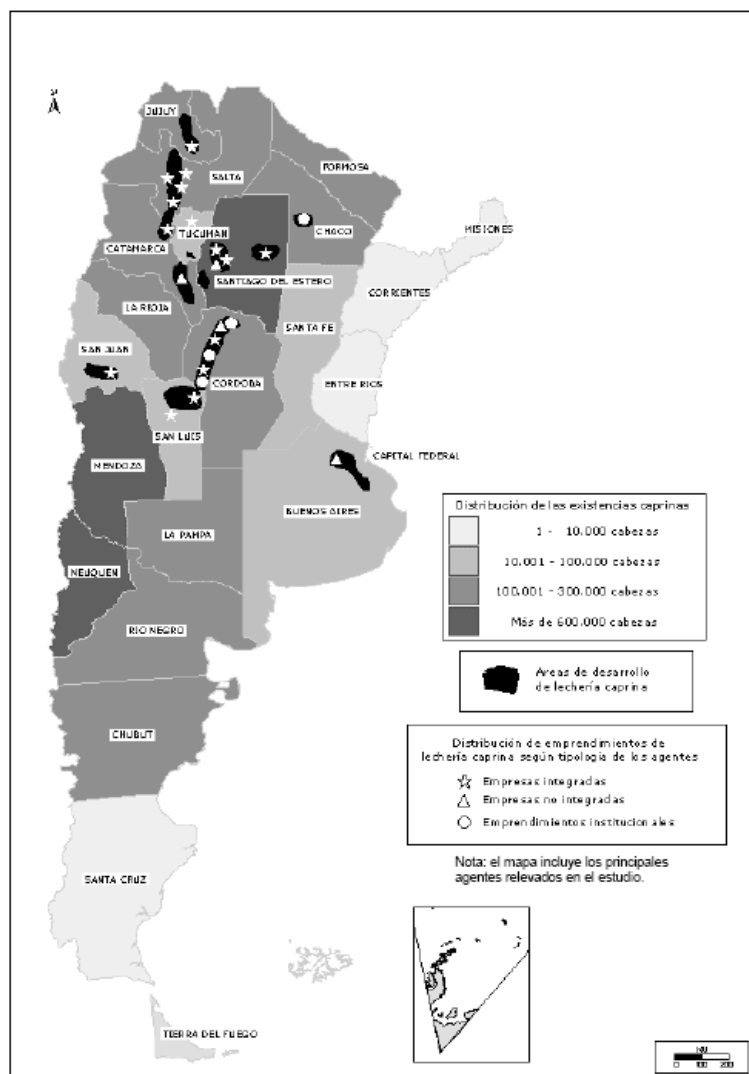 JUJUY
SALTA
FORMOSA
CHACO
MISIONES
TUCUMAN
CATAMARCA
SANTIAGO DEL ESTERO
CORRIENTES
LA RIOJA
SANTA FE
SAN JUAN
CORDOBA
ENTRE RIOS
SAN LUIS
CAPITAL FEDERAL
MENDOZA
BUENOS AIRES
LA PAMPA
NEUQUEN
RIO NEGRO
CHUBUT
SANTA CRUZ
TIERRA DEL FUEGO
Distribución de las existencias caprinas
1 - 10.000 cabezas
10.001 - 100.000 cabezas
100.001 - 300.000 cabezas
Más de 600.000 cabezas
Areas de desarrollo
de lechería caprina
Distribución de emprendimientos de
lechería caprina según tipología de los agentes
Empresas integradas
Empresas no integradas
Emprendimientos institucionales
Nota: el mapa incluye los principales
agentes relevados en el estudio.
0 100 200